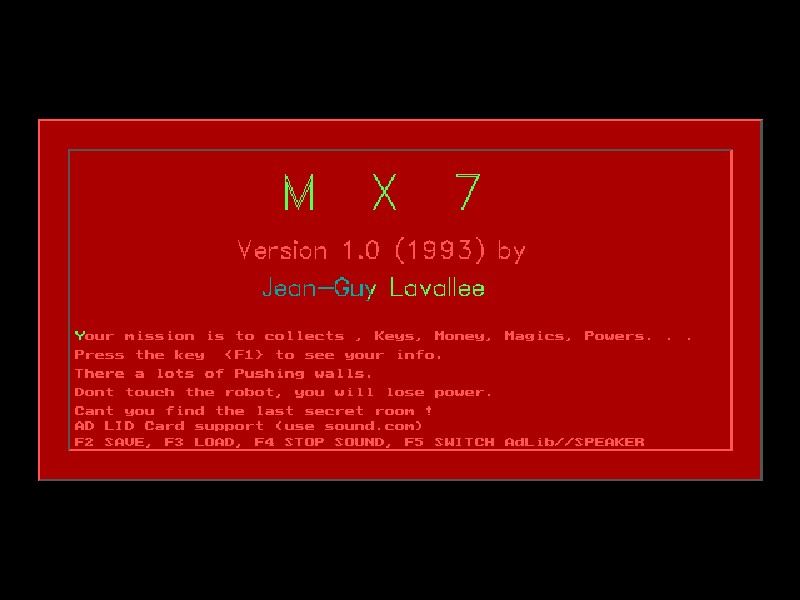 M X 7
Version 1.0 (1993) by
Jean-Guy Lavallee
Your mission is to collects , Keys, Money, Magics, Powers. . .
Press the key <F1> to see your info.
There a lots of Pushing walls.
Dont touch the robot, you will lose power.
Cant you find the last secret room !
AD LID Card support (use sound.com)
F2 SAVE, F3 LOAD, F4 STOP SOUND, F5 SWITCH AdLib//SPEAKER